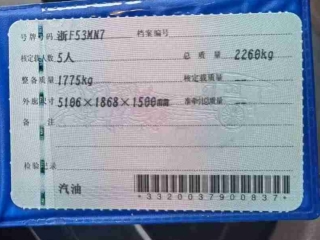 号牌号码 浙F53MN7 档案编号
核定载人数 5人 总质量 2260kg
整备质量 1775kg 核定载质量
外廓尺寸 5106×1868×1500mm 准牵引总质量
备注
检验记录
汽油
*3320037900837*